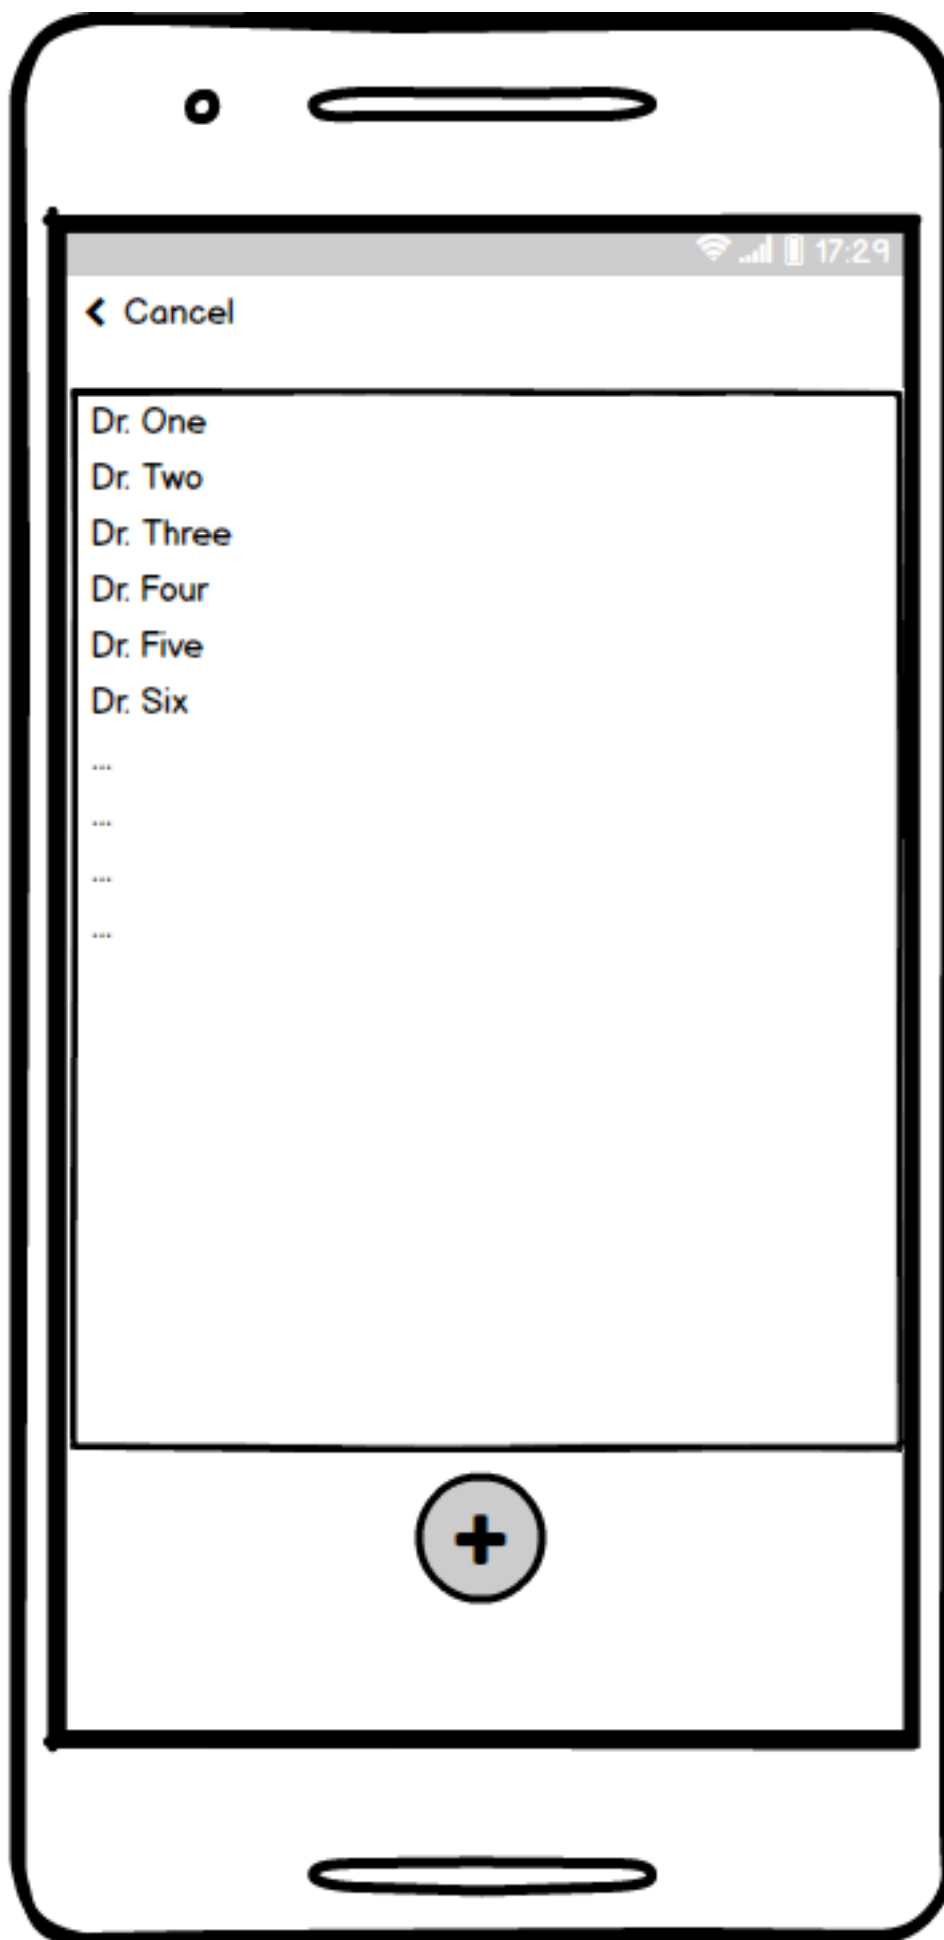 17:29
Cancel
Dr. One
Dr. Two
Dr. Three
Dr. Four
Dr. Five
Dr. Six
...
...
...
...